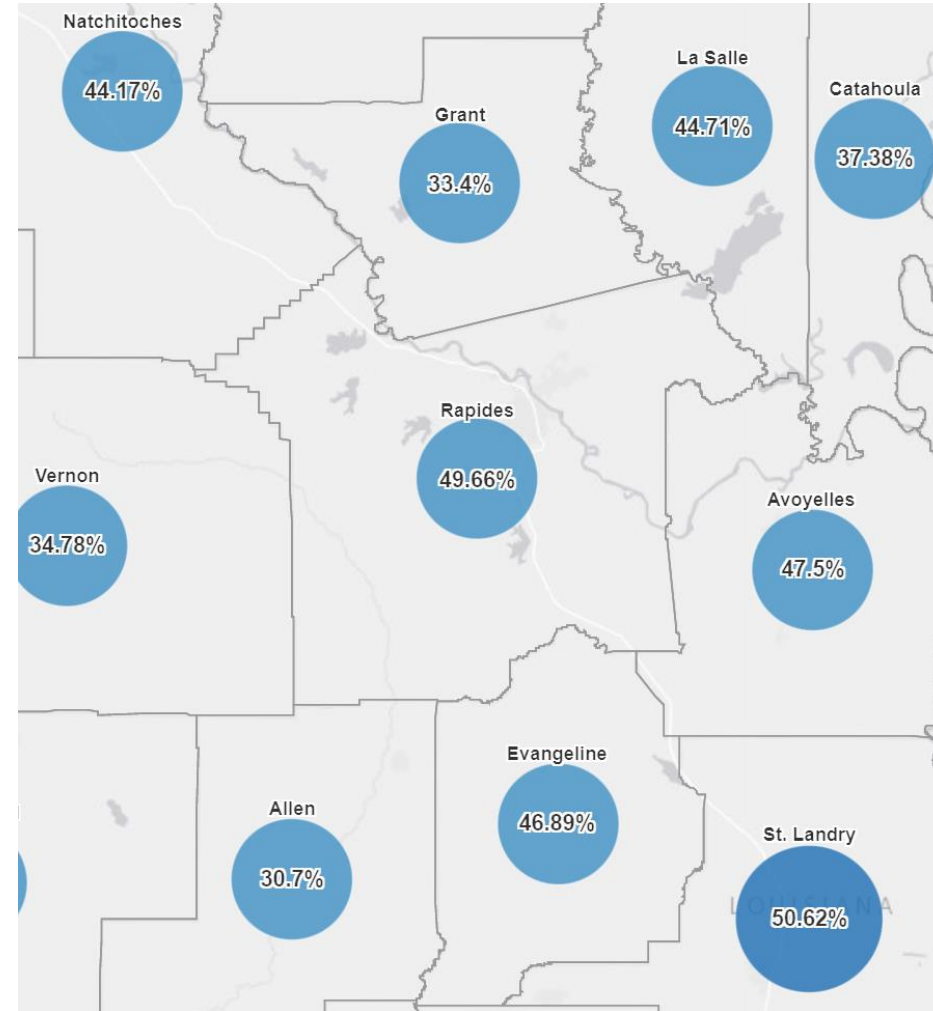 Natchitoches
44.17%
La Salle
44.71%
Catahoula
37.38%
Grant
33.4%
Rapides
49.66%
Vernon
34.78%
Avoyelles
47.5%
Evangeline
46.89%
Allen
30.7%
St. Landry
LOUISIANA
50.62%